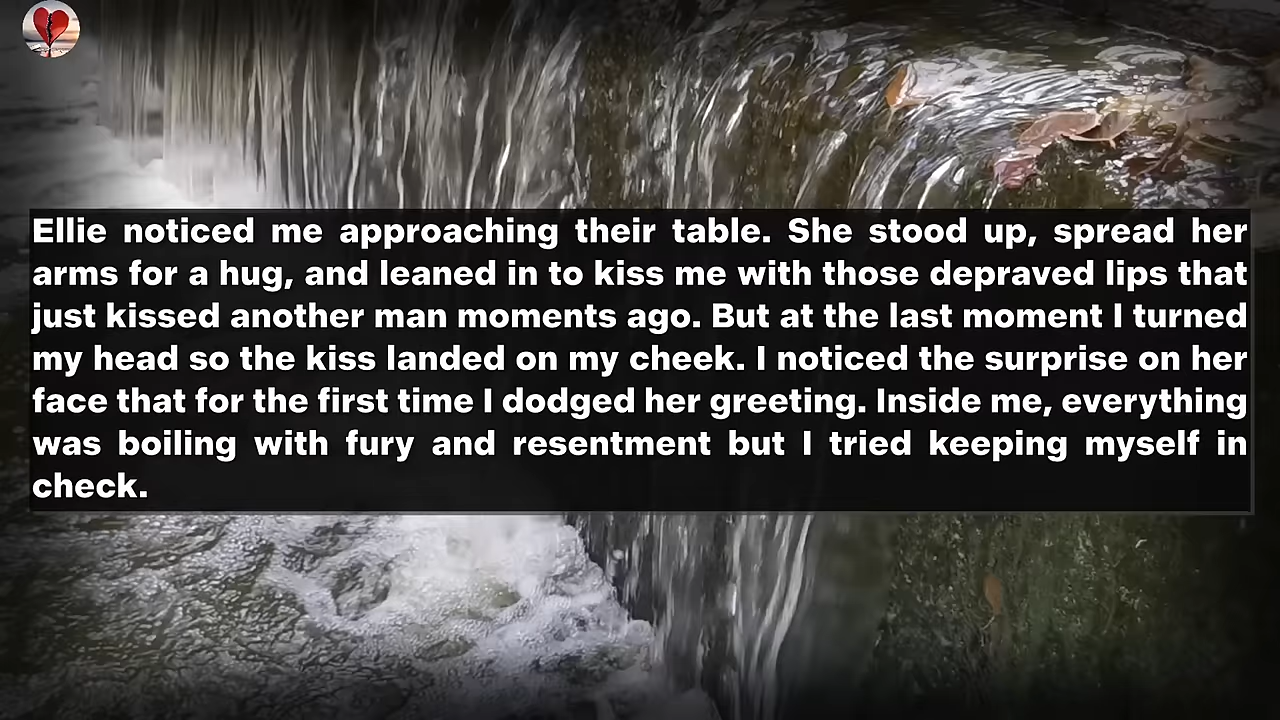 Ellie noticed me approaching their table. She stood up, spread her
arms for a hug, and leaned in to kiss me with those depraved lips that
just kissed another man moments ago. But at the last moment I turned
my head so the kiss landed on my cheek. I noticed the surprise on her
face that for the first time I dodged her greeting. Inside me, everything
was boiling with fury and resentment but I tried keeping myself in
check.